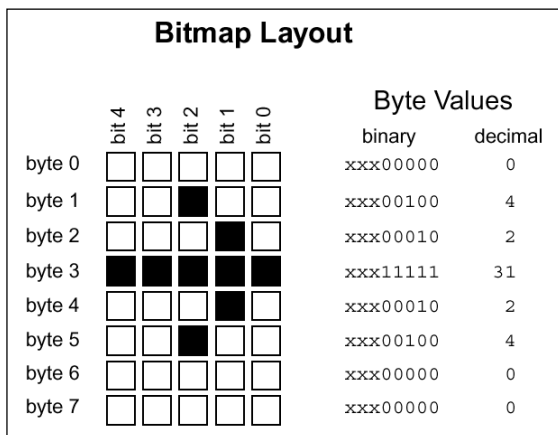 Bitmap Layout
bit 4 bit 3 bit 2 bit 1 bit 0
Byte Values
binary decimal
byte 0 xxx00000 0
byte 1 xxx00100 4
byte 2 xxx00010 2
byte 3 xxx11111 31
byte 4 xxx00010 2
byte 5 xxx00100 4
byte 6 xxx00000 0
byte 7 xxx00000 0